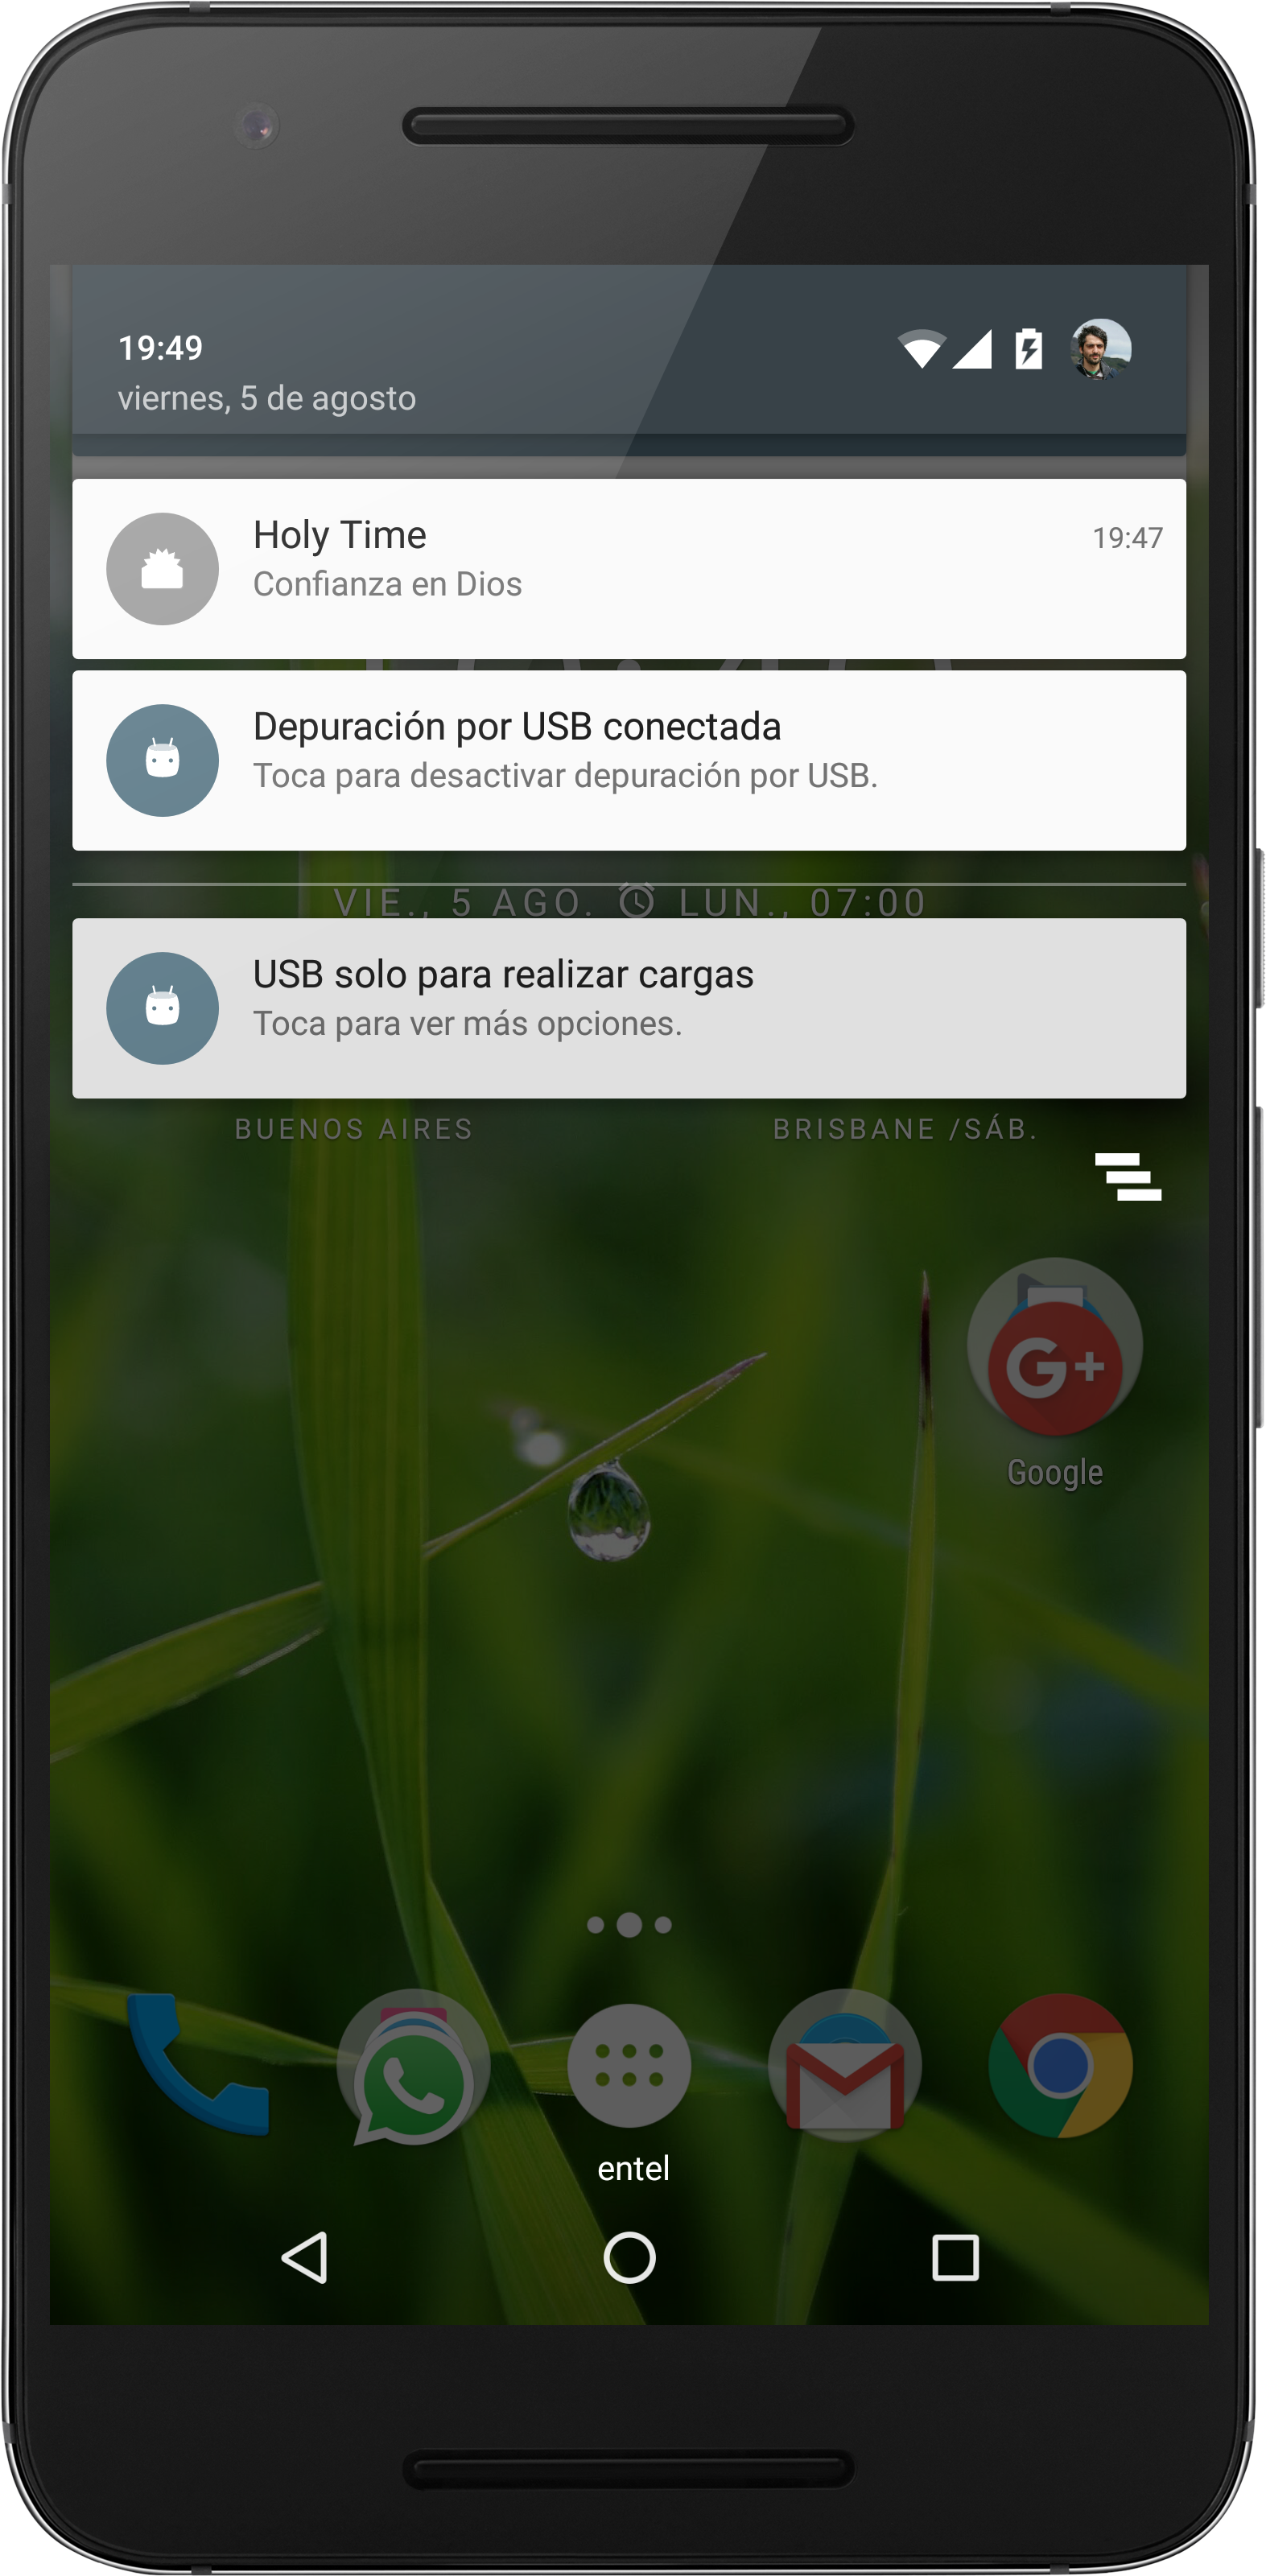 19:49
viernes, 5 de agosto
Holy Time
19:47
Confianza en Dios
Depuración por USB conectada
Toca para desactivar depuración por USB.
VIE., 5 AGO. LUN., 07:00
USB solo para realizar cargas
Toca para ver más opciones.
BUENOS AIRES
BRISBANE /SÁB.
G+
Google
entel